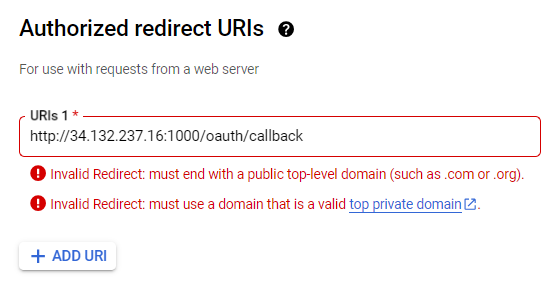 Authorized redirect URIs ?
For use with requests from a web server
URIs 1 *
http://34.132.237.16:1000/oauth/callback
Invalid Redirect: must end with a public top-level domain (such as .com or .org).
Invalid Redirect: must use a domain that is a valid top private domain.
+ ADD URI